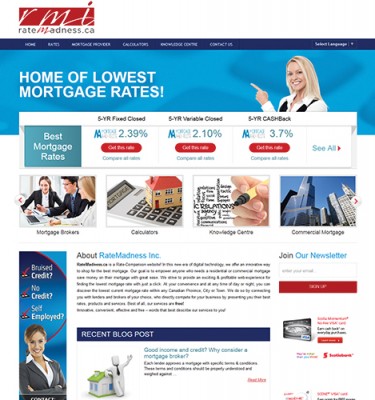 rmi
rateMadness.ca
HOME RATES MORTGAGE PROVIDER CALCULATORS KNOWLEDGE CENTRE CONTACT US Select Language
HOME OF LOWEST
MORTGAGE RATES!
Best
Mortgage
Rates
5-YR Fixed Closed 5-YR Variable Closed 5-YR CASHBack
2.39% 2.10% 3.7%
Get this rate Get this rate Get this rate
Compare all rates Compare all rates Compare all rates
See All
Mortgage Brokers Calculators Knowledge Centre Commercial Mortgage
Bruised
Credit?
No
Credit?
Self
Employed?
About RateMadness Inc.
RateMadness.ca is a Rate Comparison website! In this new era of digital technology, we offer an innovative way
to shop for the best mortgage. Our goal is to empower anyone who needs a residential or commercial mortgage
save money on their mortgage with great ease. We strive to provide an exciting & profitable web-experience for
finding the lowest mortgage rate with just a click. At your convenience and at any time of day or night, you can
discover the lowest current mortgage rate within any Canadian Province, City or Town. We do so by connecting
you with lenders and brokers of your choice, who directly compete for your business by presenting you their best
rates, products and services. Best of all, our services are free!
Innovative, convenient, effective and free – words that best describe our services to you!
Join Our Newsletter
enter your email
SIGN UP
RECENT BLOG POST
Good income and credit? Why consider a
mortgage broker?
Each lender approves a mortgage with specific terms & conditions.
These terms and conditions should be properly understood and
weighed against ...
Read More
Scotiabank